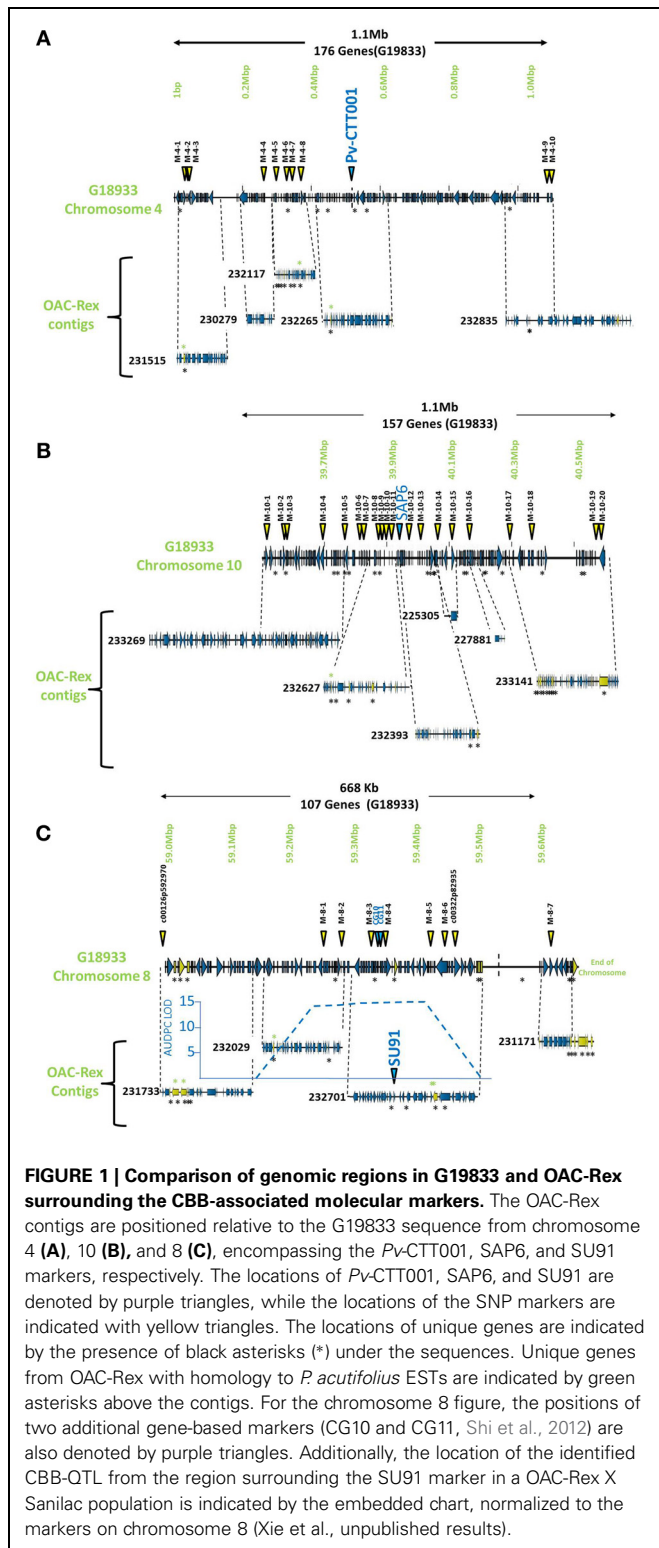 A
1.1Mb
176 Genes(G19833)
1bp
0.2Mbp
0.4Mbp
0.6Mbp
0.8Mbp
1.0Mbp
Pv-CTT001
M-4-1
M-4-2
M-4-3
M-4-4
M-4-5
M-4-6
M-4-7
M-4-8
M-4-9
M-4-10
G18933
Chromosome 4
OAC-Rex
contigs
232117
230279
232265
232835
231515
1.1Mb
157 Genes (G19833)
B
39.7Mbp
39.9Mbp
40.1Mbp
40.3Mbp
40.5Mbp
M-10-1
M-10-2
M-10-3
M-10-4
M-10-5
M-10-6
M-10-7
M-10-8
M-10-9
M-10-10
M-10-11
SAP6
M-10-12
M-10-13
M-10-14
M-10-15
M-10-16
M-10-17
M-10-18
M-10-19
M-10-20
G18933
Chromosome 10
OAC-Rex
contigs
225305
233269
227881
232627
233141
232393
668 Kb
107 Genes (G18933)
C
59.0Mbp
59.1Mbp
59.2Mbp
59.3Mbp
59.4Mbp
59.5Mbp
59.6Mbp
c00126p592970
M-8-1
M-8-2
M-8-3
CG10
CG11
M-8-4
M-8-5
M-8-6
c00322p82935
M-8-7
G18933
Chromosome 8
End of
Chromosome
AUDPC LOD
15
10
5
OAC-Rex
Contigs
232029
SU91
231171
231733
232701
FIGURE 1 | Comparison of genomic regions in G19833 and OAC-Rex
surrounding the CBB-associated molecular markers. The OAC-Rex
contigs are positioned relative to the G19833 sequence from chromosome
4 (A), 10 (B), and 8 (C), encompassing the Pv-CTT001, SAP6, and SU91
markers, respectively. The locations of Pv-CTT001, SAP6, and SU91 are
denoted by purple triangles, while the locations of the SNP markers are
indicated with yellow triangles. The locations of unique genes are indicated
by the presence of black asterisks (*) under the sequences. Unique genes
from OAC-Rex with homology to P. acutifolius ESTs are indicated by green
asterisks above the contigs. For the chromosome 8 figure, the positions of
two additional gene-based markers (CG10 and CG11, Shi et al., 2012) are
also denoted by purple triangles. Additionally, the location of the identified
CBB-QTL from the region surrounding the SU91 marker in a OAC-Rex X
Sanilac population is indicated by the embedded chart, normalized to the
markers on chromosome 8 (Xie et al., unpublished results).